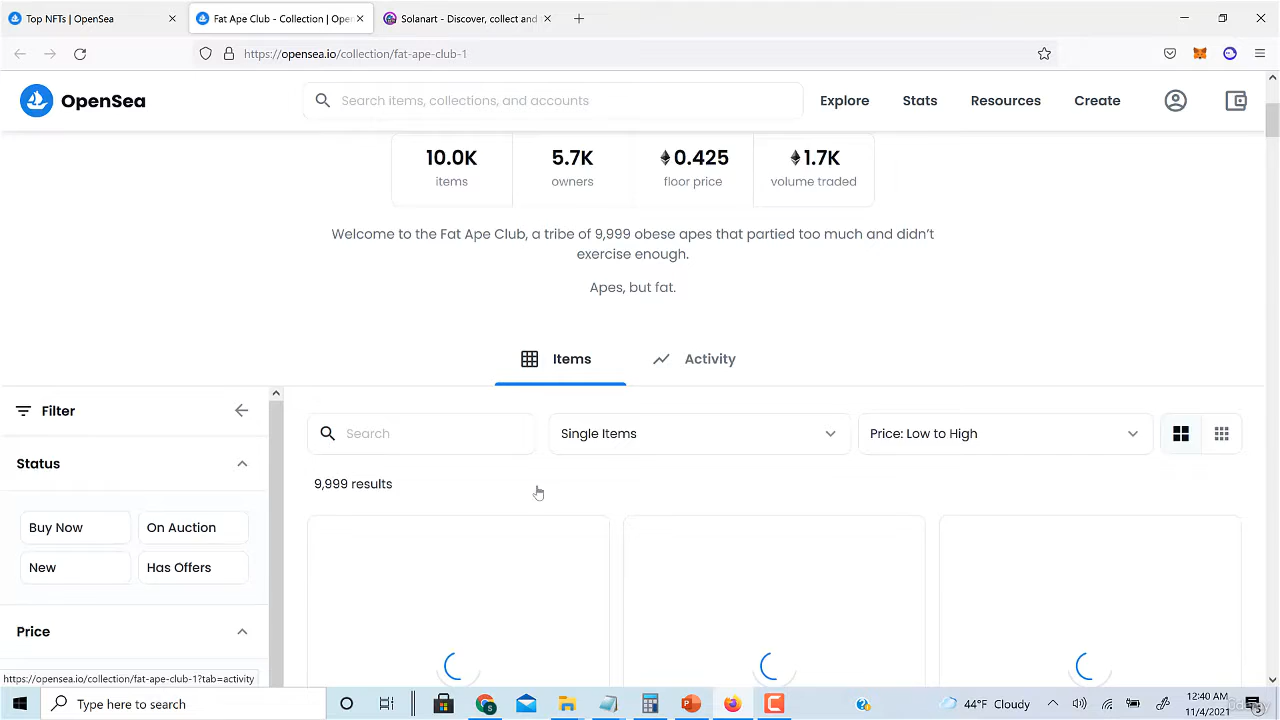 Top NFTs | OpenSea
Fat Ape Club - Collection | Open
Solanart - Discover, collect and
https://opensea.io/collection/fat-ape-club-1
OpenSea
Search items, collections, and accounts
Explore
Stats
Resources
Create
10.0K
items
5.7K
owners
0.425
floor price
1.7K
volume traded
Welcome to the Fat Ape Club, a tribe of 9,999 obese apes that partied too much and didn't
exercise enough.
Apes, but fat.
Items
Activity
Filter
Search
Single Items
Price: Low to High
Status
9,999 results
Buy Now
On Auction
New
Has Offers
Price
https://opensea.io/collection/fat-ape-club-1?tab=activity
Type here to search
44°F Cloudy
12:40 AM
11/4/2021
3